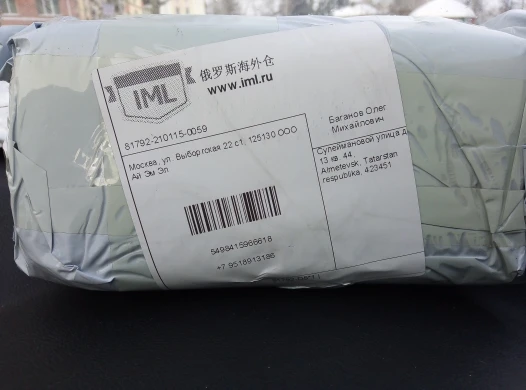 IML
俄罗斯海外仓
www.iml.ru
81792-210115-0059
Москва, ул. Выборгская 22 с1, 125130 ООО
Ай Эм Эл
5498415966618
+7 9518913186
Баганов Олег
Михайлович
Сулеймановой улица д
13 кв. 44.
Almetevsk, Tatarstan
respublika, 423451